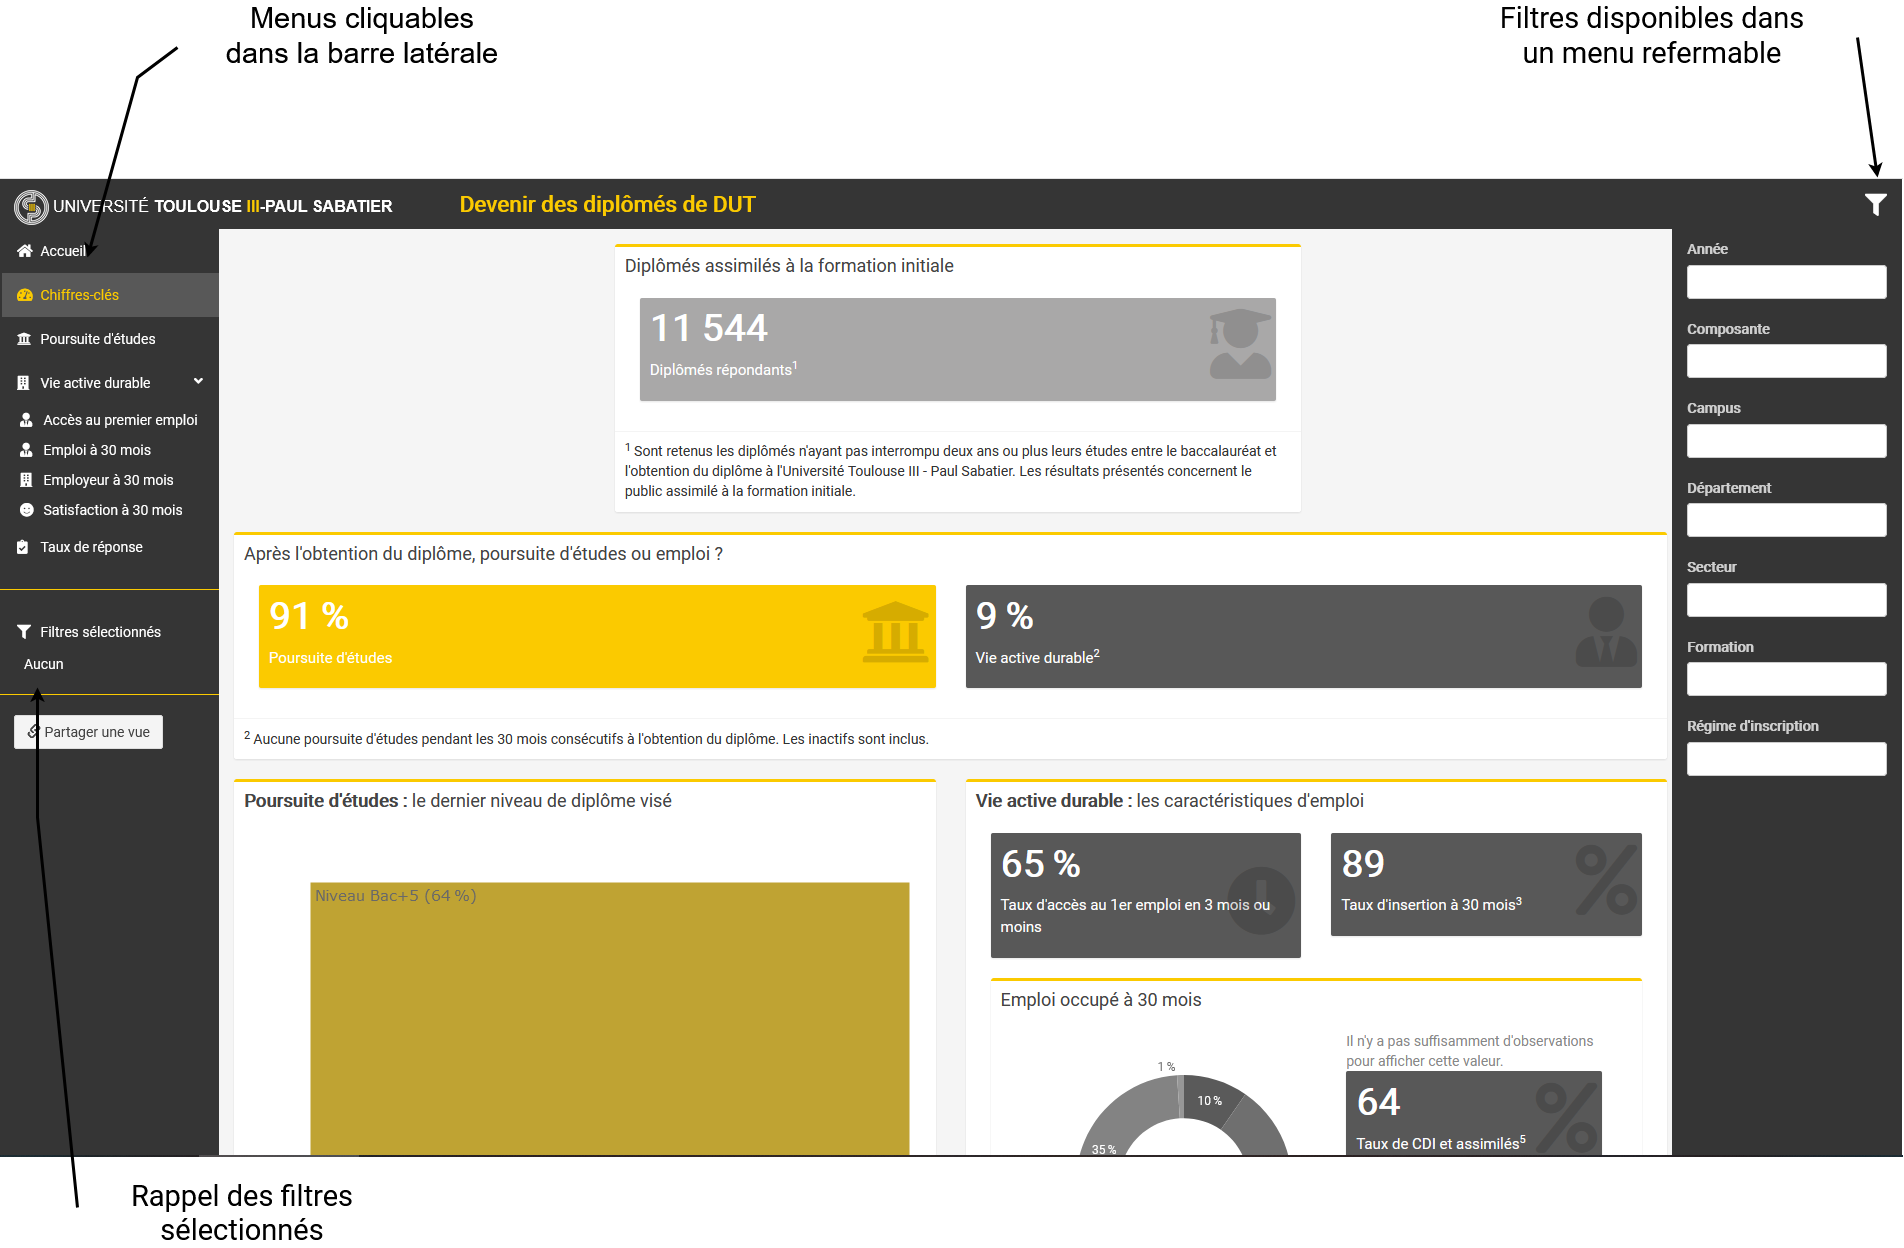 Menus cliquables
dans la barre latérale
Filtres disponibles dans
un menu refermable
UNIVERSITÉ TOULOUSE III-PAUL SABATIER
Devenir des diplômés de DUT
Accueil
Chiffres-clés
Poursuite d'études
Vie active durable
Accès au premier emploi
Emploi à 30 mois
Employeur à 30 mois
Satisfaction à 30 mois
Taux de réponse
Filtres sélectionnés
Aucun
Partager une vue
Diplômés assimilés à la formation initiale
11 544
Diplômés répondants1
1 Sont retenus les diplômés n'ayant pas interrompu deux ans ou plus leurs études entre le baccalauréat et
l'obtention du diplôme à l'Université Toulouse III - Paul Sabatier. Les résultats présentés concernent le
public assimilé à la formation initiale.
Après l'obtention du diplôme, poursuite d'études ou emploi ?
91 %
Poursuite d'études
9 %
Vie active durable2
2 Aucune poursuite d'études pendant les 30 mois consécutifs à l'obtention du diplôme. Les inactifs sont inclus.
Poursuite d'études : le dernier niveau de diplôme visé
Niveau Bac+5 (64 %)
Vie active durable : les caractéristiques d'emploi
65 %
Taux d'accès au 1er emploi en 3 mois ou
moins
89
Taux d'insertion à 30 mois3
%
Emploi occupé à 30 mois
1 %
10 %
35 %
Il n'y a pas suffisamment d'observations
pour afficher cette valeur.
64
Taux de CDI et assimilés5
%
Année
Composante
Campus
Département
Secteur
Formation
Régime d'inscription
Rappel des filtres
sélectionnés